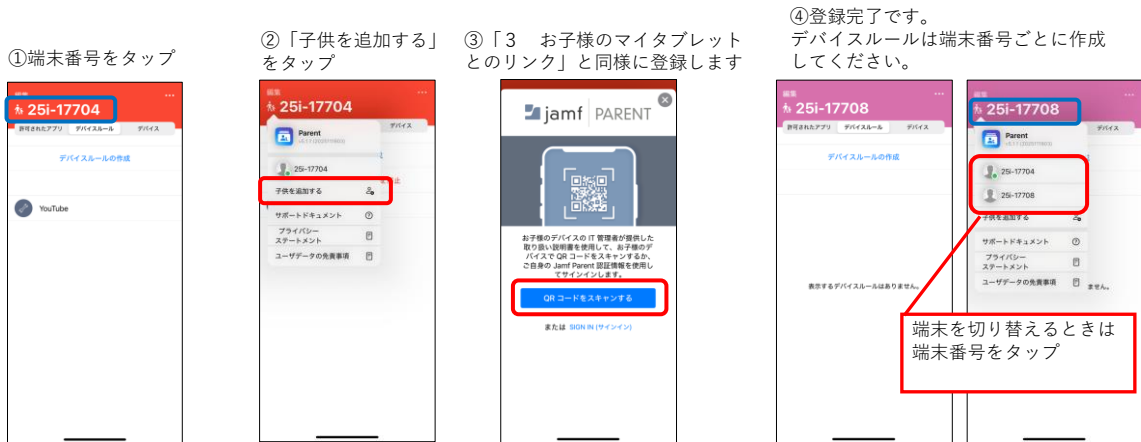 ①端末番号をタップ
編集
25i-17704
許可されたアプリ デバイスルール デバイス
デバイスルールの作成
YouTube
②「子供を追加する」
をタップ
編集
25i-17704
デバイス
Parent
25i-17704
子供を追加する
サポートドキュメント
プライバシー
ステートメント
ユーザデータの免責事項
③「３ お子様のマイタブレット
とのリンク」と同様に登録します
jamf PARENT
お子様のデバイスの IT 管理者が提供した
取り扱い説明書を使用して、お子様のデ
バイスで QR コードをスキャンするか、
ご自身の Jamf Parent 認証情報を使用し
てサインインします。
QR コードをスキャンする
または SIGN IN (サインイン)
④登録完了です。
デバイスルールは端末番号ごとに作成
してください。
編集
25i-17708
許可されたアプリ デバイスルール デバイス
デバイスルールの作成
表示するデバイスルールはありません。
編集
25i-17708
デバイス
Parent
25i-17704
25i-17708
子供を追加する
サポートドキュメント
プライバシー
ステートメント
ユーザデータの免責事項
ません。
端末を切り替えるときは
端末番号をタップ